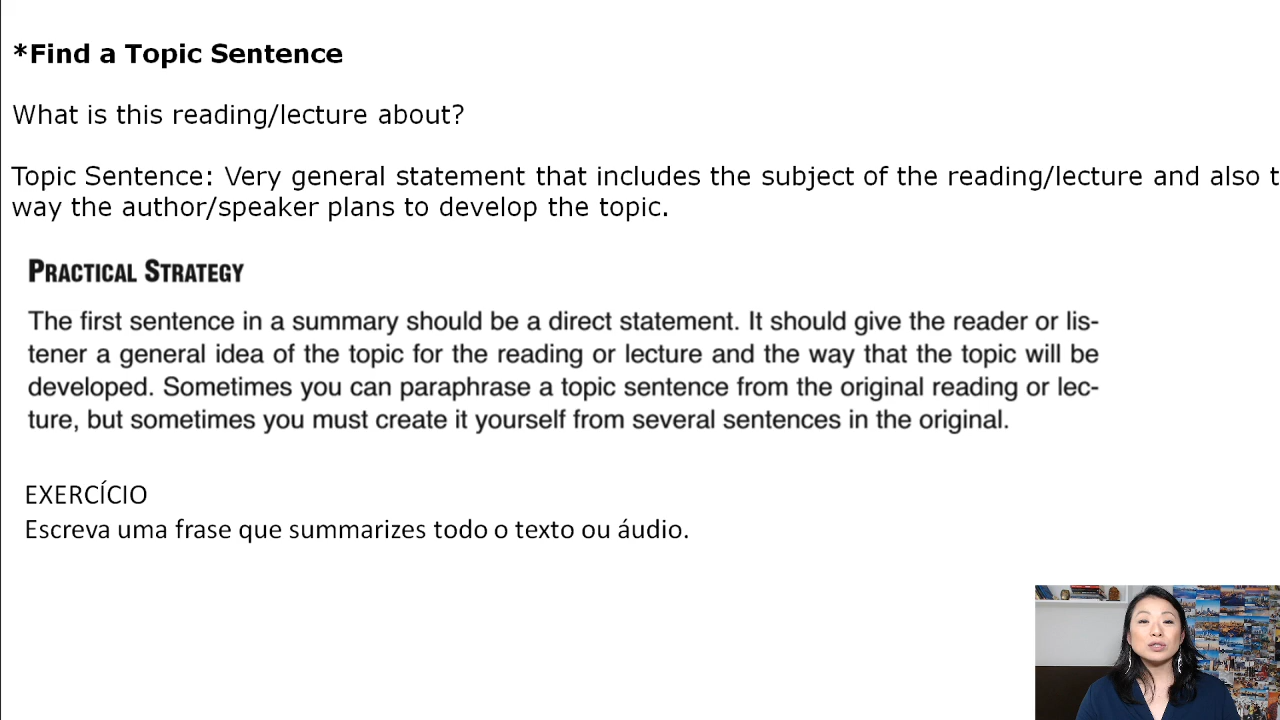 *Find a Topic Sentence
What is this reading/lecture about?
Topic Sentence: Very general statement that includes the subject of the reading/lecture and also t
way the author/speaker plans to develop the topic.
PRACTICAL STRATEGY
The first sentence in a summary should be a direct statement. It should give the reader or lis-
tener a general idea of the topic for the reading or lecture and the way that the topic will be
developed. Sometimes you can paraphrase a topic sentence from the original reading or lec-
ture, but sometimes you must create it yourself from several sentences in the original.
EXERCÍCIO
Escreva uma frase que summarizes todo o texto ou áudio.